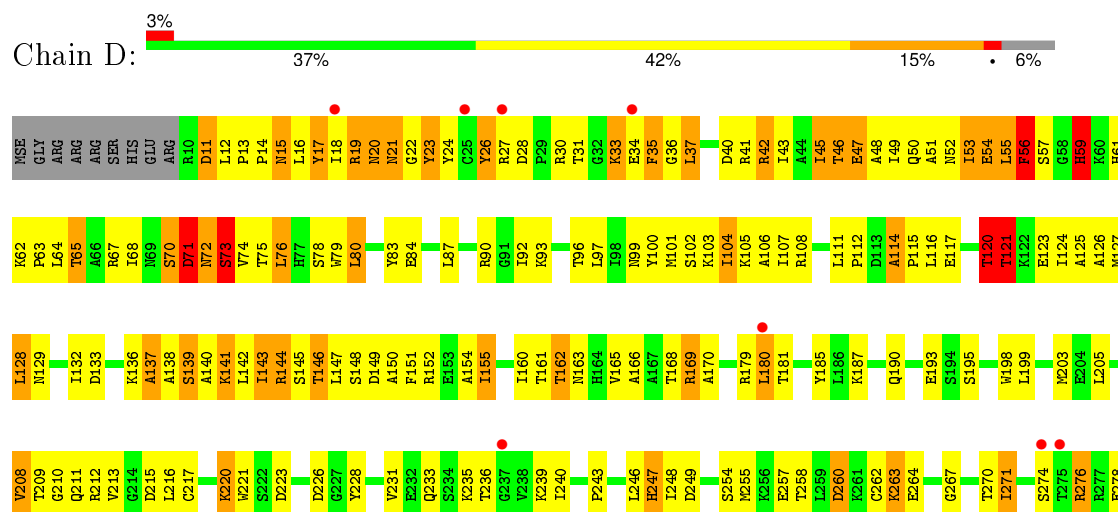 3%
Chain D:
37% 42% 15% • 6%
MSE GLY ARG ARG ARG SER HIS GLU ARG R10 D11 L12 P13 P14 N15 L16 Y17 I18 R19 N20 N21 G22 Y23 Y24 C25 Y26 R27 D28 P29 R30 T31 G32 K33 E34 F35 G36 L37 D40 R41 R42 I43 A44 I45 T46 E47 A48 I49 Q50 A51 N52 I53 E54 L55 F56 S57 G58 H59 K60 H61
K62 P63 L64 T65 A66 R67 I68 N69 S70 D71 N72 S73 V74 T75 L76 H77 S78 W79 L80 Y83 E84 L87 R90 G91 I92 K93 T96 L97 I98 N99 Y100 M101 S102 K103 I104 K105 A106 I107 R108 L111 P112 D113 A114 P115 L116 E117 T120 T121 K122 E123 I124 A125 A126 M127
L128 N129 I132 D133 K136 A137 A138 S139 A140 K141 L142 I143 R144 S145 T146 L147 S148 D149 A150 F151 R152 E153 A154 I155 I160 T161 T162 N163 H164 V165 A166 A167 T168 R169 A170 R179 L180 T181 Y185 L186 K187 Q190 E193 S194 S195 W198 L199 M203 E204 L205
V208 T209 G210 Q211 R212 V213 G214 D215 L216 C217 K220 W221 S222 D223 D226 G227 Y228 V231 E232 Q233 S234 K235 T236 G237 V238 K239 I240 P243 L246 H247 I248 D249 S254 M255 K256 E257 T258 L259 D260 K261 C262 K263 E264 G267 T270 I271 S274 T275 R276 R277